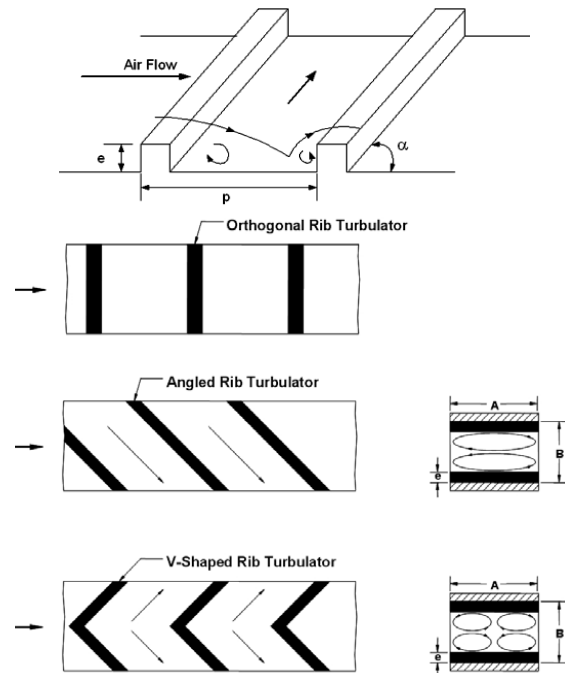 Air Flow
e
α
p
Orthogonal Rib Turbulator
Angled Rib Turbulator
A
B
e
V-Shaped Rib Turbulator
A
B
e